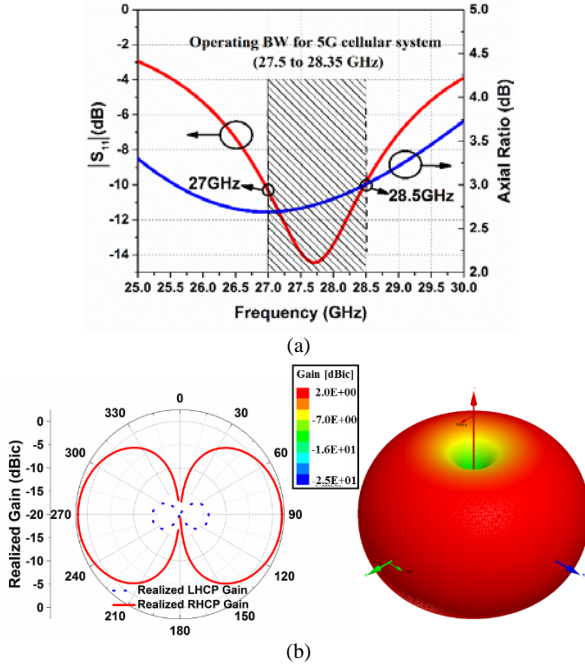 Operating BW for 5G cellular system
(27.5 to 28.35 GHz)
|S11|(dB)
0
-2
-4
-6
-8
-10
-12
-14
5.0
4.5
4.0
3.5
3.0
2.5
2.0
Axial Ratio (dB)
27GHz
28.5GHz
25.0 25.5 26.0 26.5 27.0 27.5 28.0 28.5 29.0 29.5 30.0
Frequency (GHz)
(a)
Realized Gain (dBic)
0
-5
-10
-15
-20
-15
-10
-5
0
0
30
60
90
120
150
180
210
240
270
300
330
Realized LHCP Gain
Realized RHCP Gain
Gain [dBic]
2.0E+00
-7.0E+00
-1.6E+01
-2.5E+01
(b)